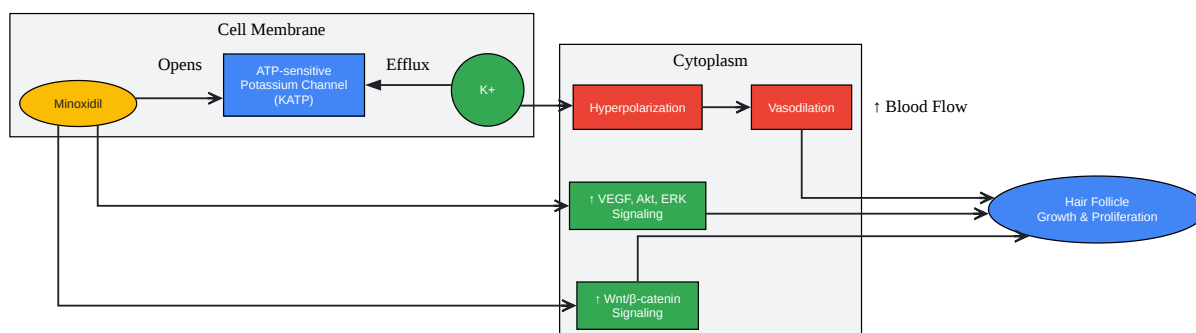 Cell Membrane
Opens
ATP-sensitive
Potassium Channel
(KATP)
Efflux
K+
Minoxidil
Cytoplasm
Hyperpolarization
Vasodilation
↑ Blood Flow
↑ VEGF, Akt, ERK
Signaling
Hair Follicle
Growth & Proliferation
↑ Wnt/β-catenin
Signaling